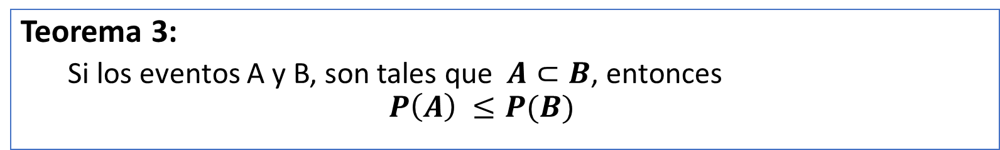 Teorema 3:
Si los eventos A y B, son tales que A ⊂ B, entonces
P(A) ≤ P(B)